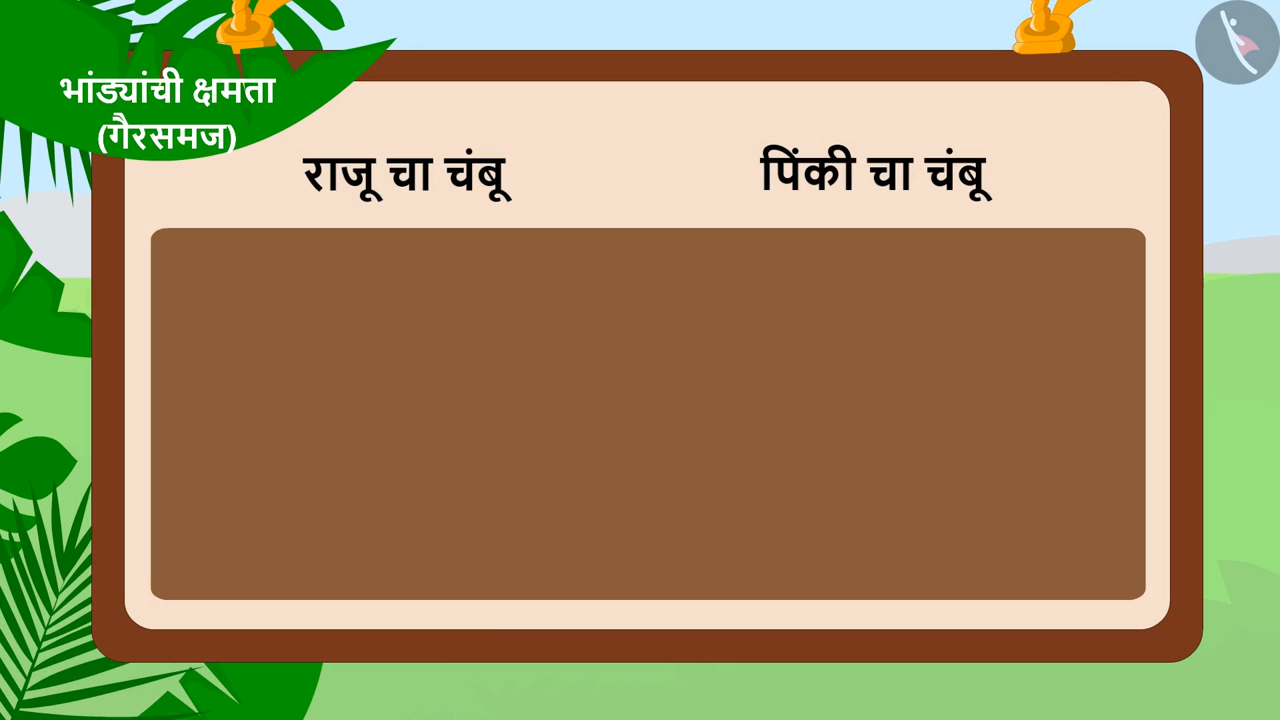 भांड्यांची क्षमता
(गैरसमज)
राजू चा चंबू
पिंकी चा चंबू